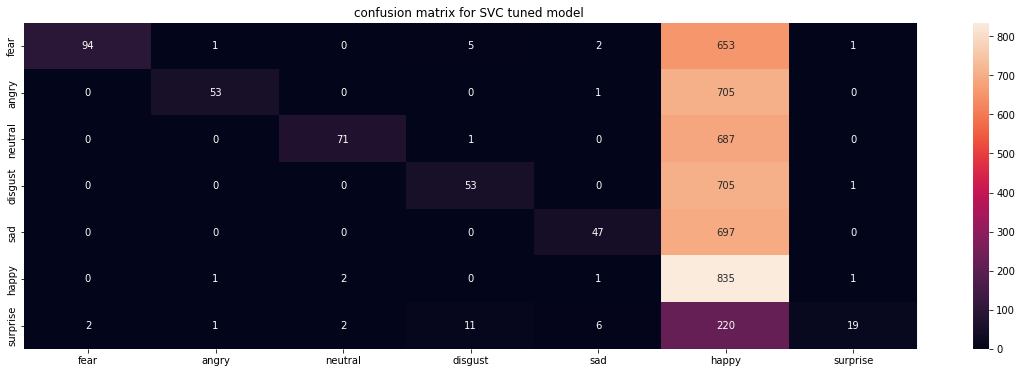 confusion matrix for SVC tuned model
fear 94 1 0 5 2 653 1
angry 0 53 0 0 1 705 0
neutral 0 0 71 1 0 687 0
disgust 0 0 0 53 0 705 1
sad 0 0 0 0 47 697 0
happy 0 1 2 0 1 835 1
surprise 2 1 2 11 6 220 19
fear angry neutral disgust sad happy surprise
800
700
600
500
400
300
200
100
0